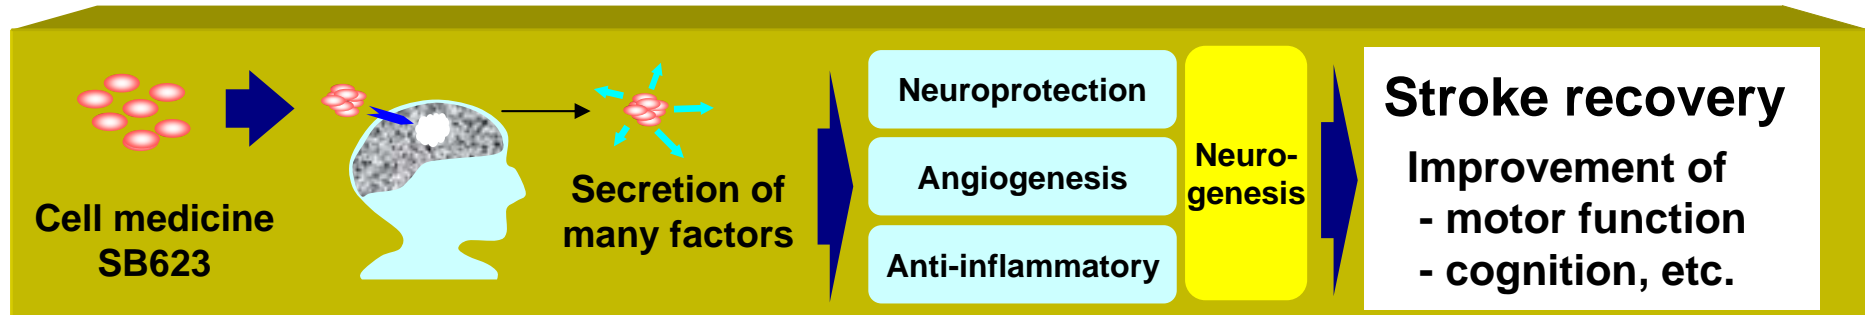 Cell medicine
SB623
Secretion of
many factors
Neuroprotection
Angiogenesis
Anti-inflammatory
Neuro-
genesis
Stroke recovery
Improvement of
- motor function
- cognition, etc.